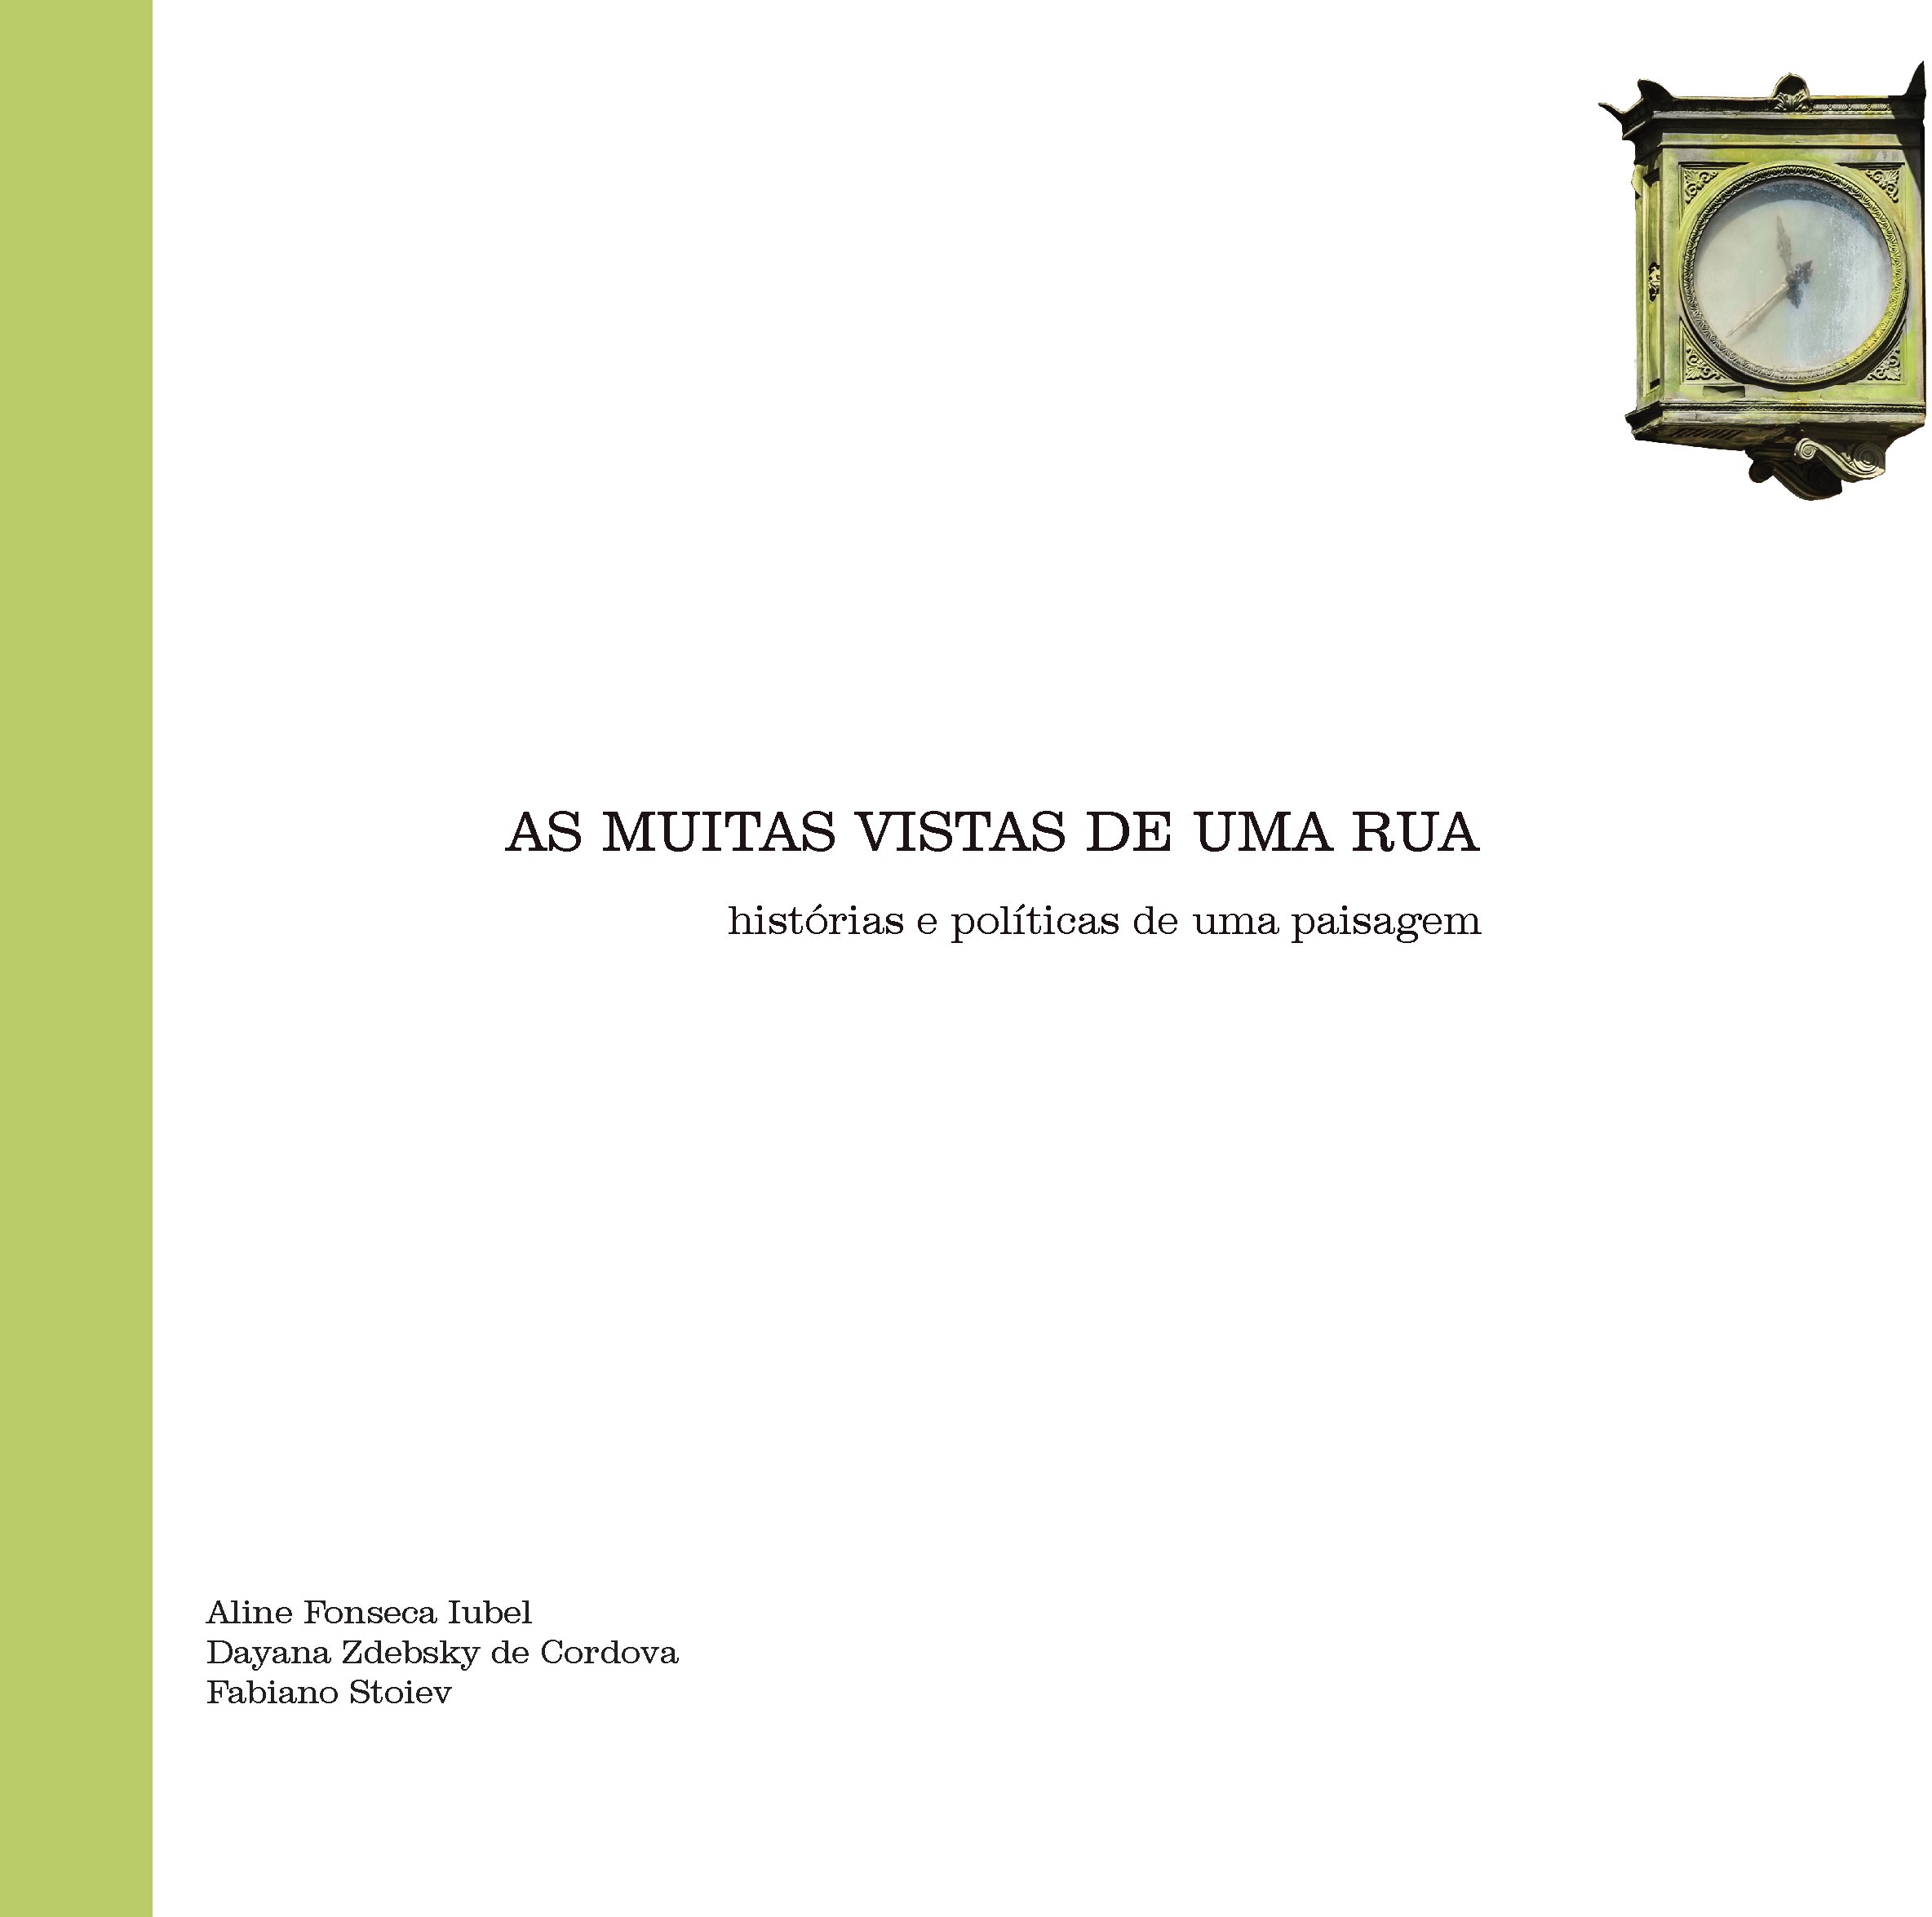 AS MUITAS VISTAS DE UMA RUA
histórias e políticas de uma paisagem
Aline Fonseca Iubel
Dayana Zdebsky de Cordova
Fabiano Stoiev